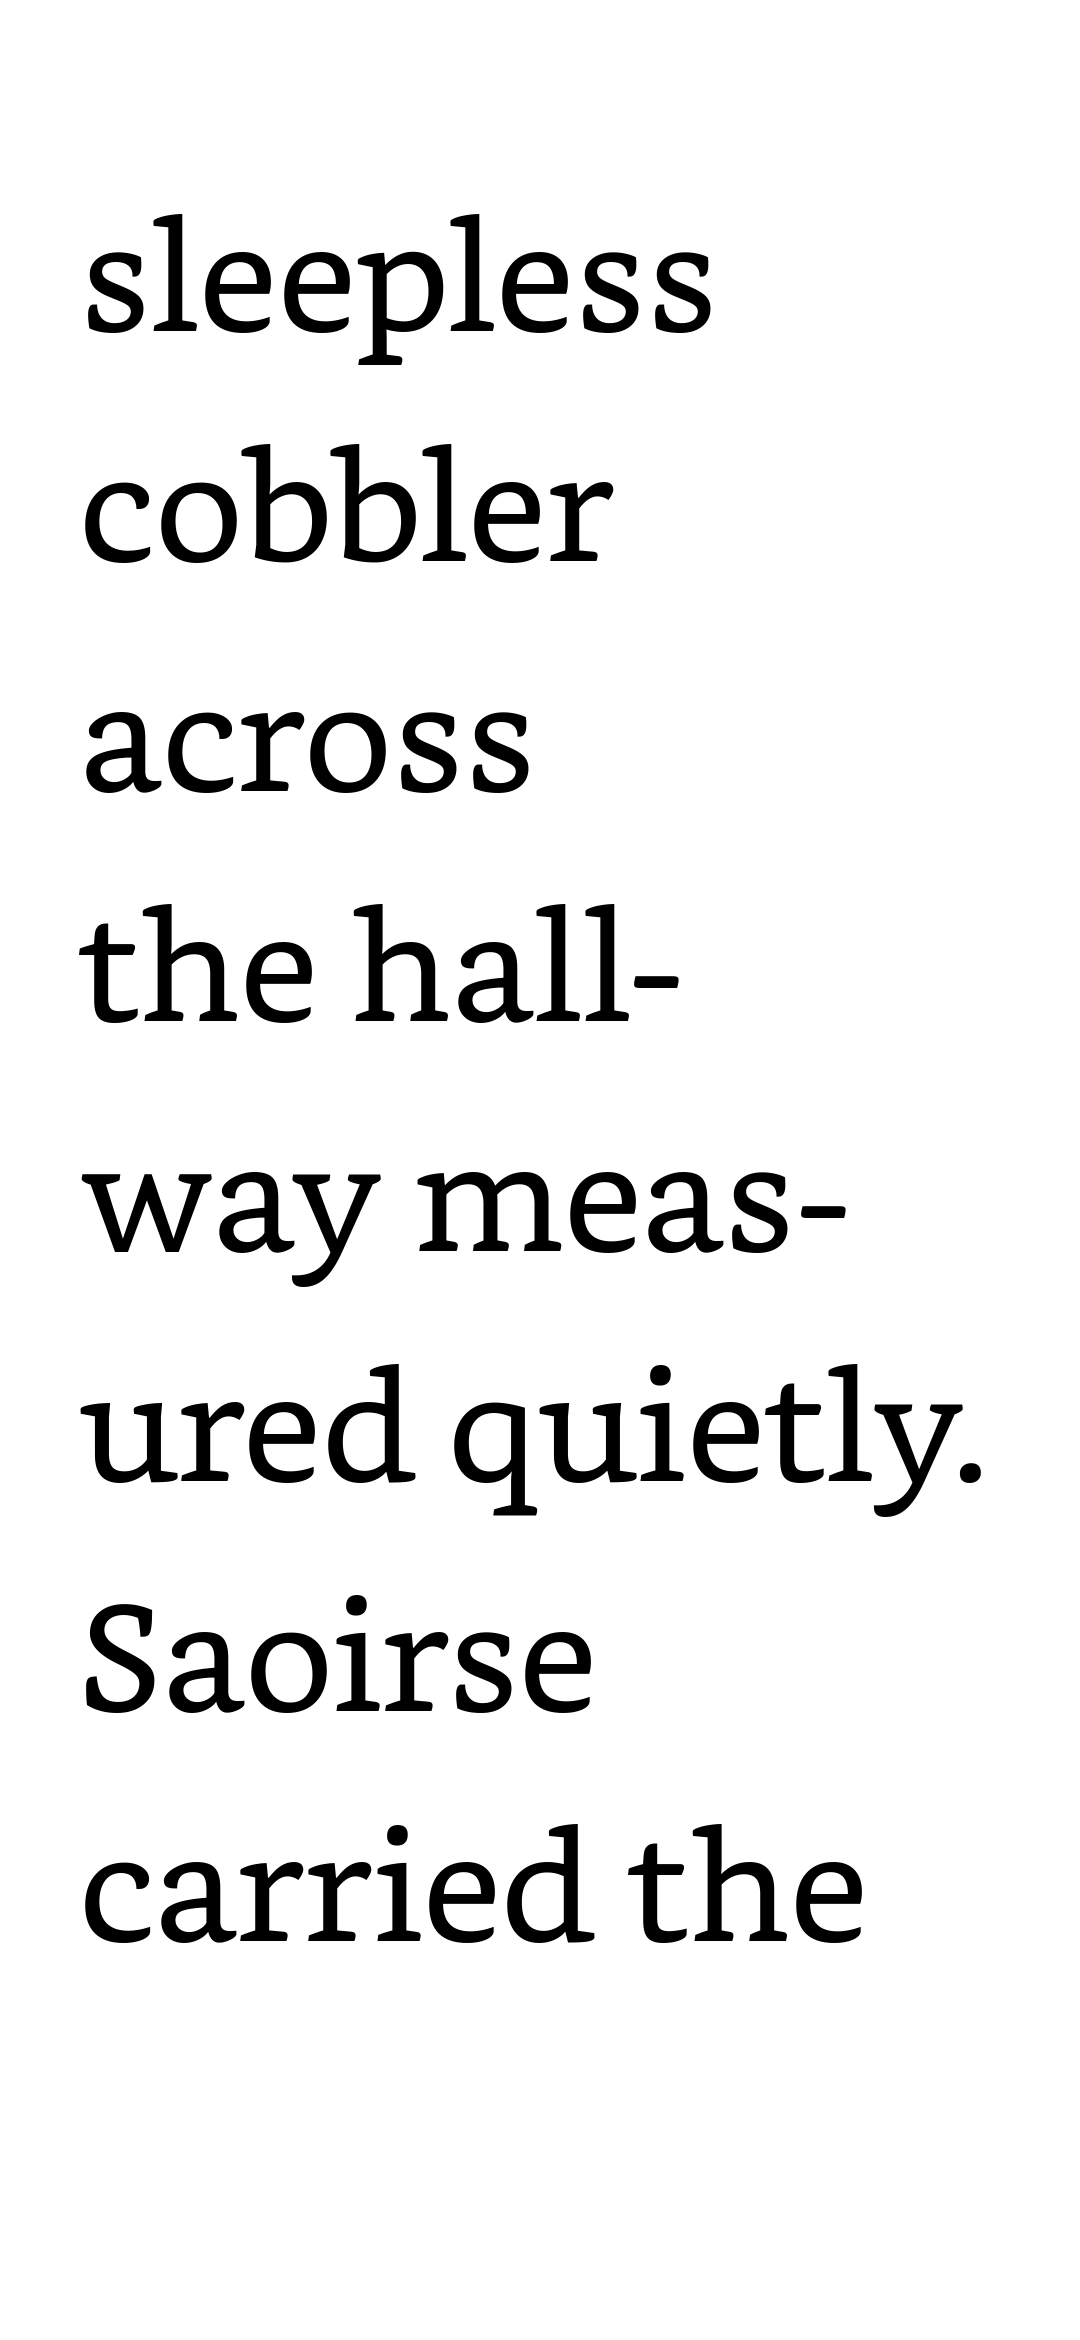 sleepless
cobbler
across
the hall-
way meas-
ured quietly.
Saoirse
carried the